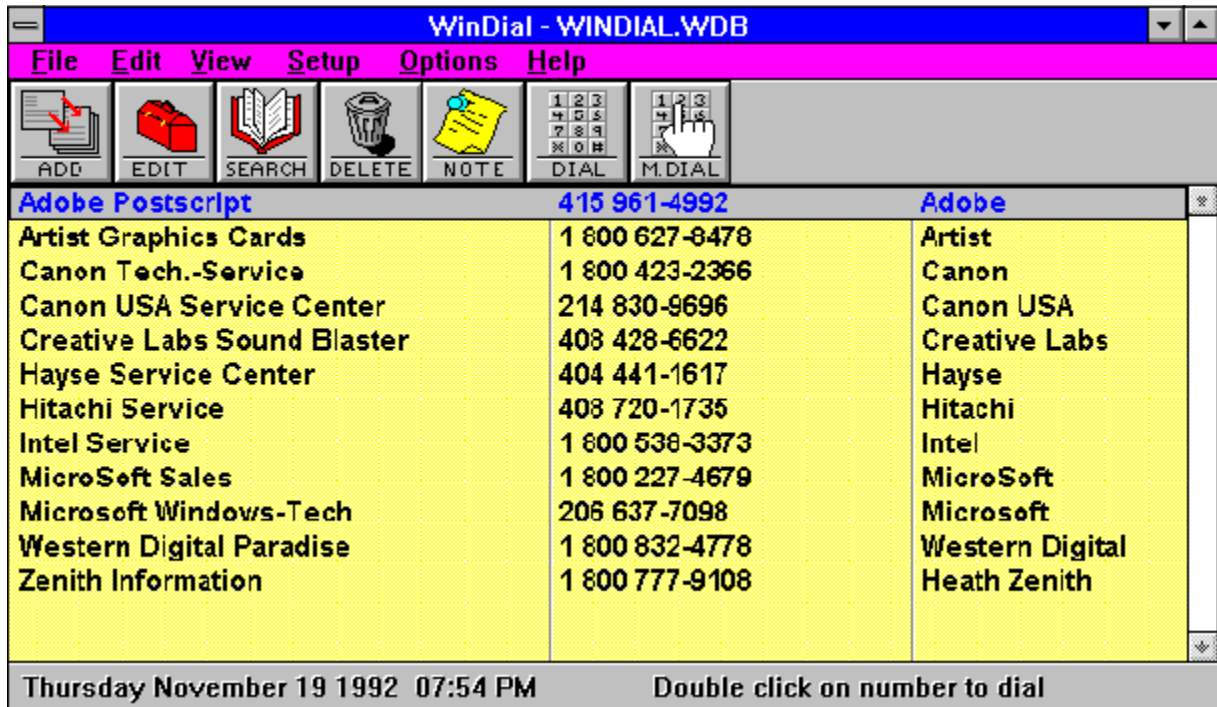 WinDial - WINDIAL.WDB
File Edit View Setup Options Help
ADD EDIT SEARCH DELETE NOTE DIAL M.DIAL
Adobe Postscript 415 961-4992 Adobe
Artist Graphics Cards 1 800 627-8478 Artist
Canon Tech.-Service 1 800 423-2366 Canon
Canon USA Service Center 214 830-9696 Canon USA
Creative Labs Sound Blaster 408 428-6622 Creative Labs
Hayse Service Center 404 441-1617 Hayse
Hitachi Service 408 720-1735 Hitachi
Intel Service 1 800 538-3373 Intel
MicroSoft Sales 1 800 227-4679 MicroSoft
Microsoft Windows-Tech 206 637-7098 Microsoft
Western Digital Paradise 1 800 832-4778 Western Digital
Zenith Information 1 800 777-9108 Heath Zenith
Thursday November 19 1992 07:54 PM Double click on number to dial